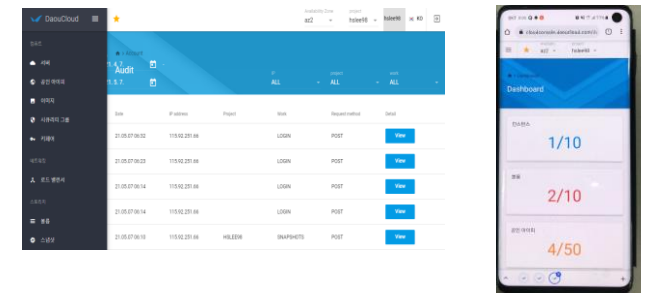 DaouCloud
Availability Zone
az2
project
hslee98
hslee98
KO
서버
공인 아이피
이미지
시큐리티 그룹
키페어
로드 밸런서
볼륨
스냅샷
Account
Audit
IP
ALL
project
ALL
work
ALL
Date
IP address
Project
Work
Request method
Detail
21.05.07 06:32
115.92.251.66
LOGIN
POST
View
21.05.07 06:23
115.92.251.66
LOGIN
POST
View
21.05.07 06:14
115.92.251.66
LOGIN
POST
View
21.05.07 06:14
115.92.251.66
LOGIN
POST
View
21.05.07 06:10
115.92.251.66
HSLEE98
SNAPSHOTS
POST
View
az2
hslee98
Dashboard
인스턴스
1/10
볼륨
2/10
공인 아이피
4/50